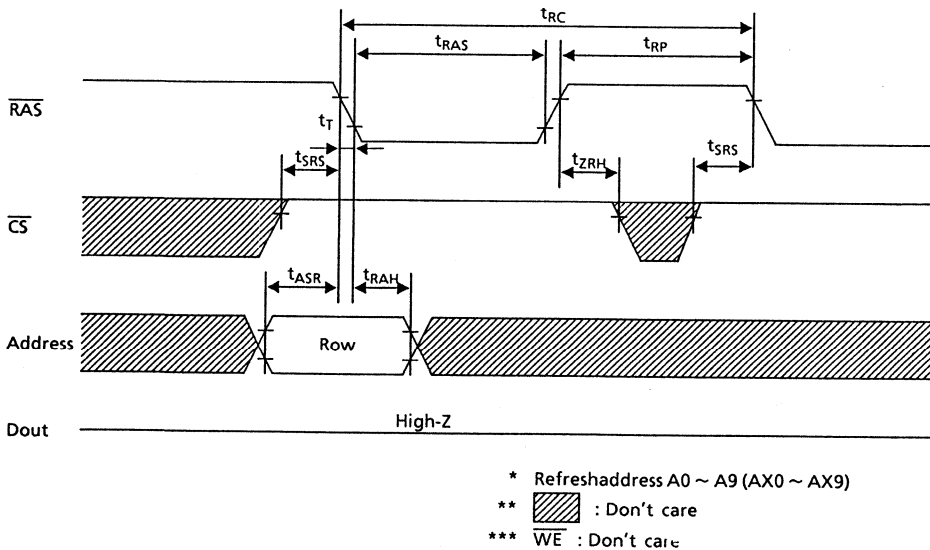 tRC
tRAS
tRP
RAS
tT
tSRS
tZRH
tSRS
CS
tASR
tRAH
Address
Row
High-Z
Dout
* Refreshaddress A0 ~ A9 (AX0 ~ AX9)
** : Don't care
*** WE : Don't care